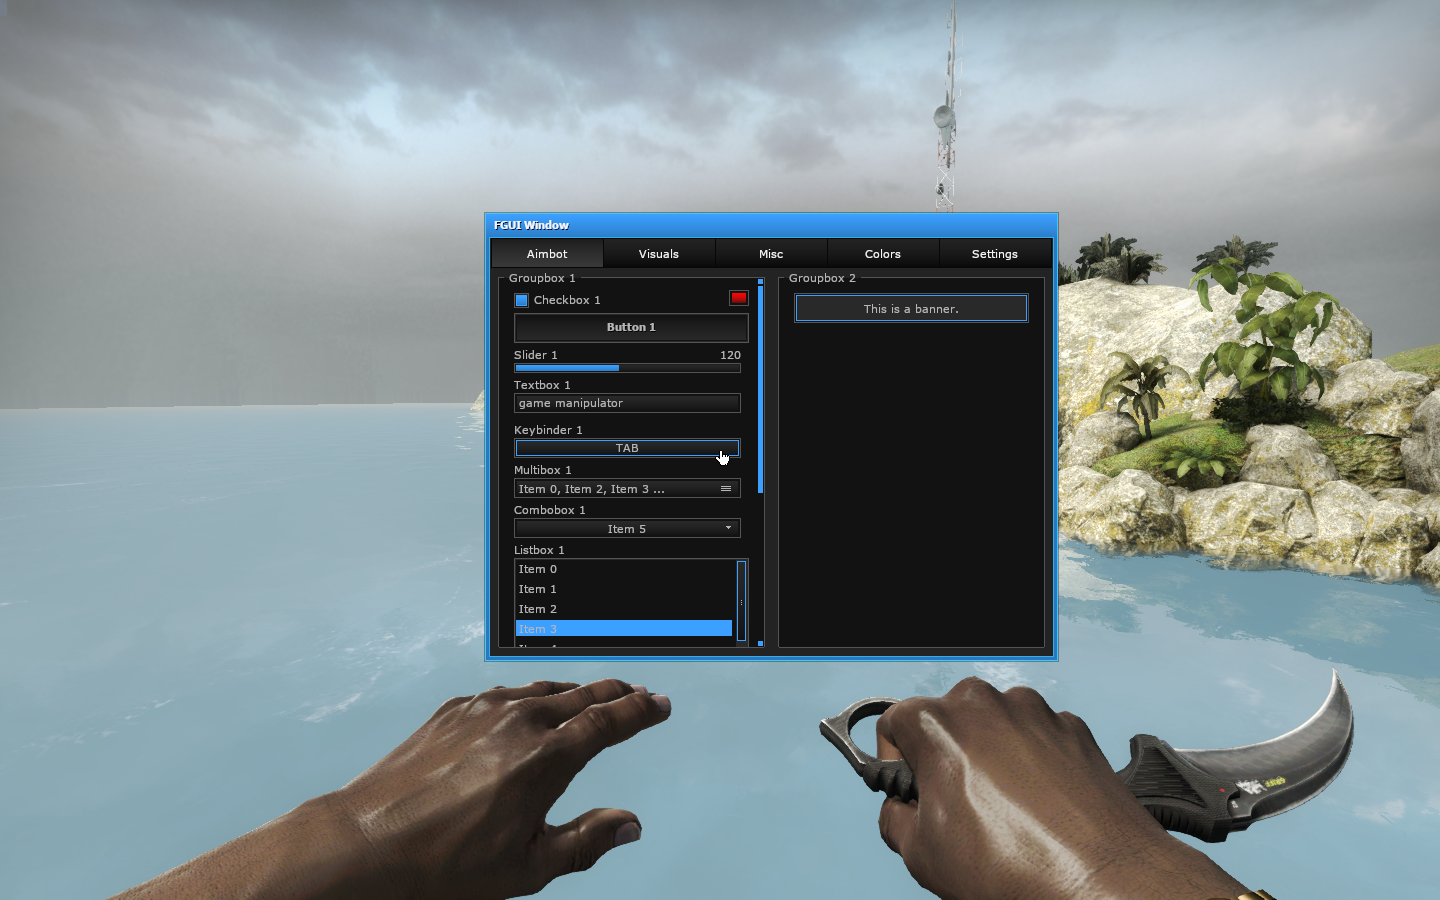 FGUI Window
Aimbot Visuals Misc Colors Settings
Groupbox 1
Checkbox 1
Button 1
Slider 1 120
Textbox 1
game manipulator
Keybinder 1
TAB
Multibox 1
Item 0, Item 2, Item 3 ...
Combobox 1
Item 5
Listbox 1
Item 0
Item 1
Item 2
Item 3
Groupbox 2
This is a banner.